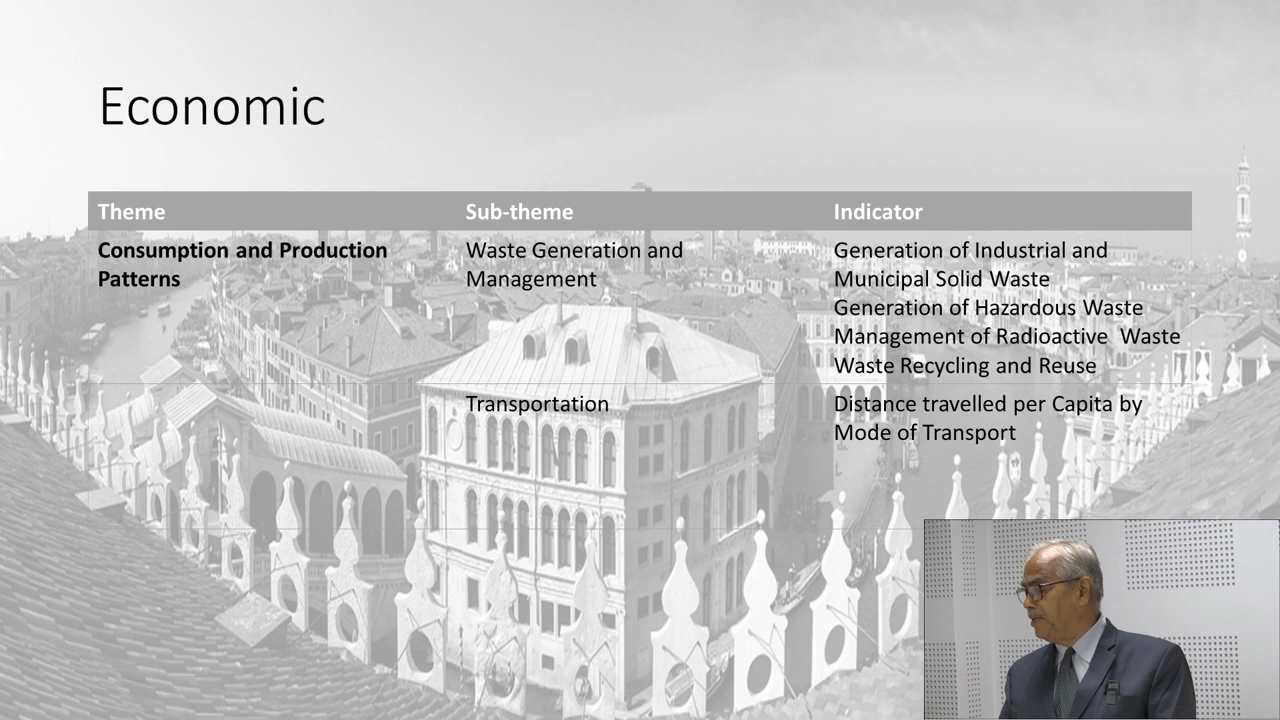 Economic
Theme Sub-theme Indicator
Consumption and Production
Patterns
Waste Generation and
Management
Generation of Industrial and
Municipal Solid Waste
Generation of Hazardous Waste
Management of Radioactive  Waste
Waste Recycling and Reuse
Transportation
Distance travelled per Capita by
Mode of Transport